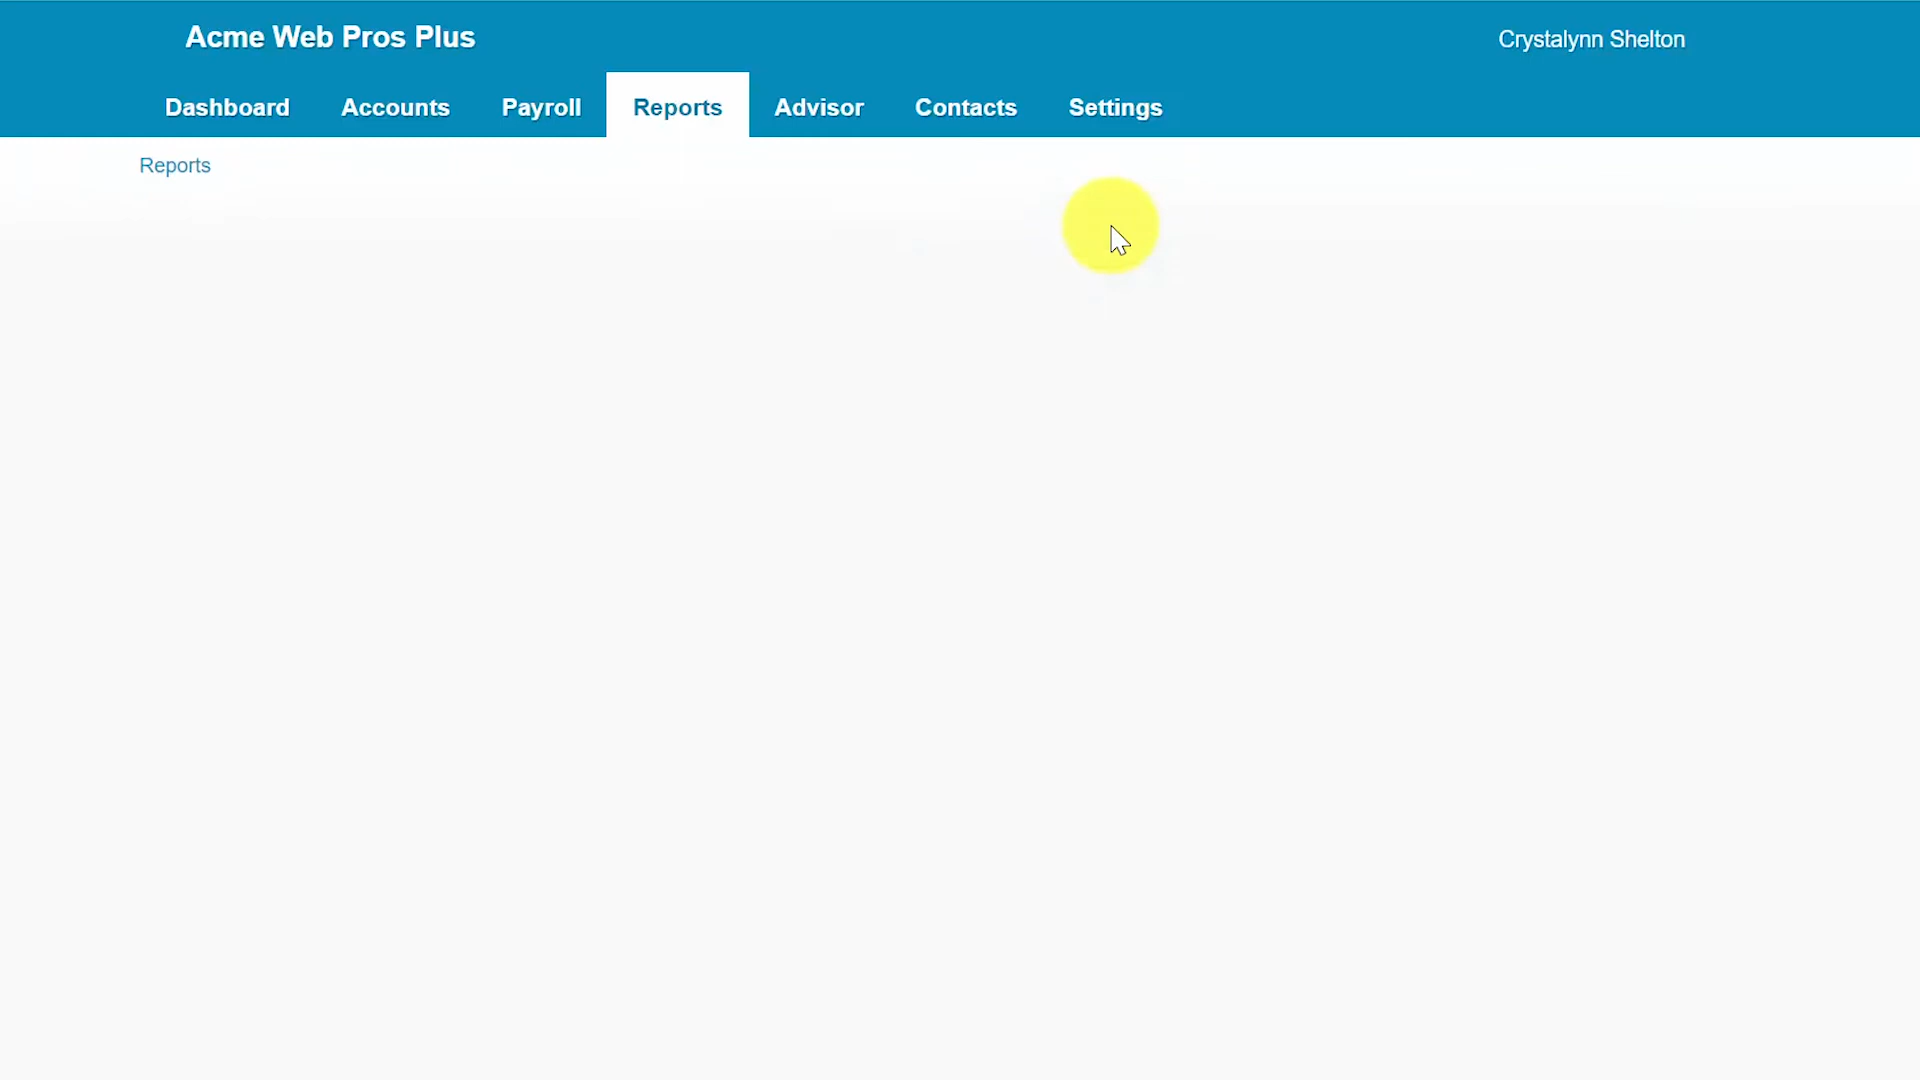 Acme Web Pros Plus
Crystalynn Shelton
Dashboard Accounts Payroll Reports Advisor Contacts Settings
Reports